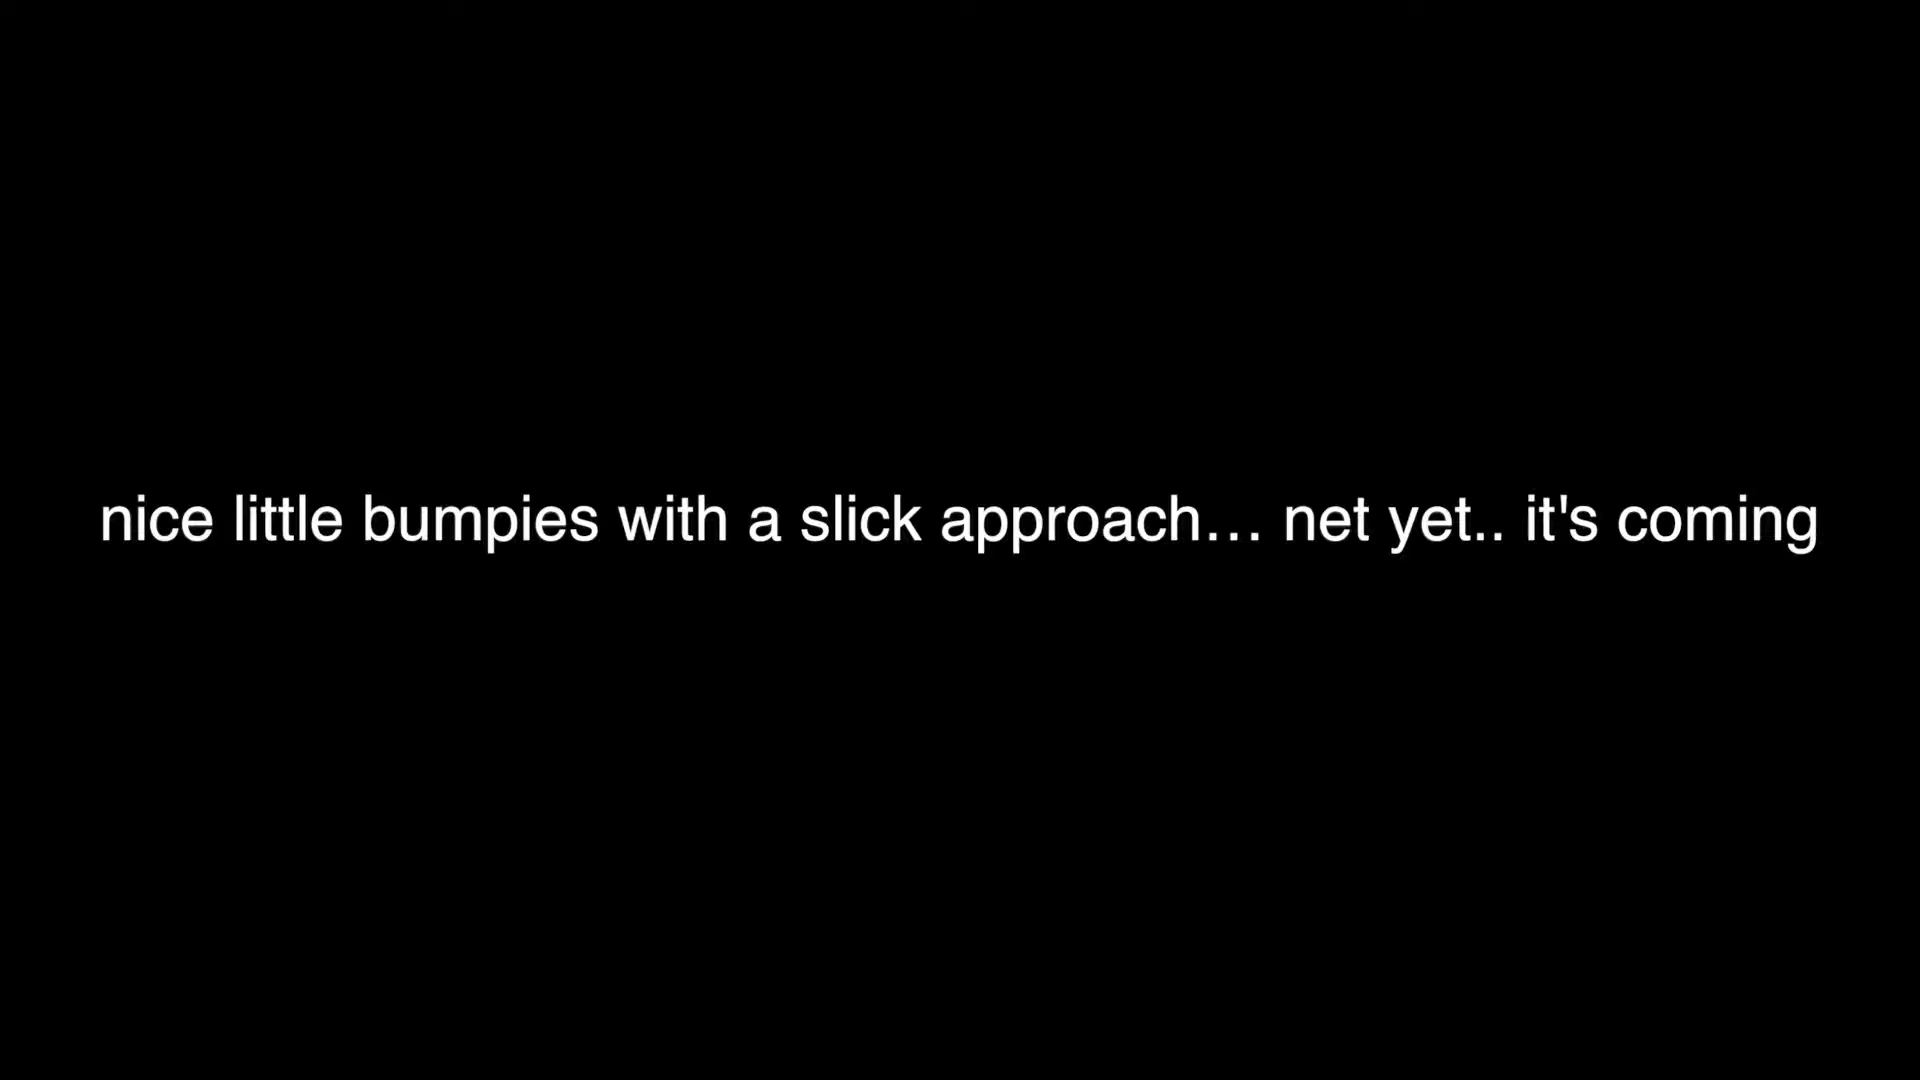 nice little bumpies with a slick approach… net yet.. it's coming